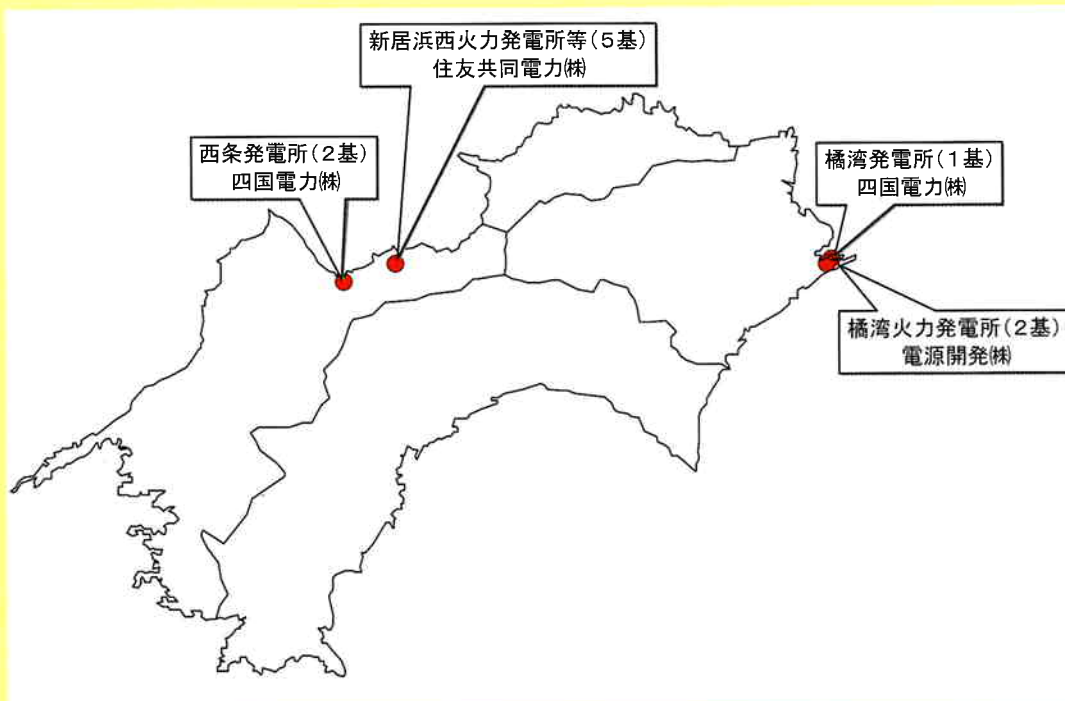 新居浜西火力発電所等(5基)
住友共同電力㈱
西条発電所(2基)
四国電力㈱
橘湾発電所(1基)
四国電力㈱
橘湾火力発電所(2基)
電源開発㈱